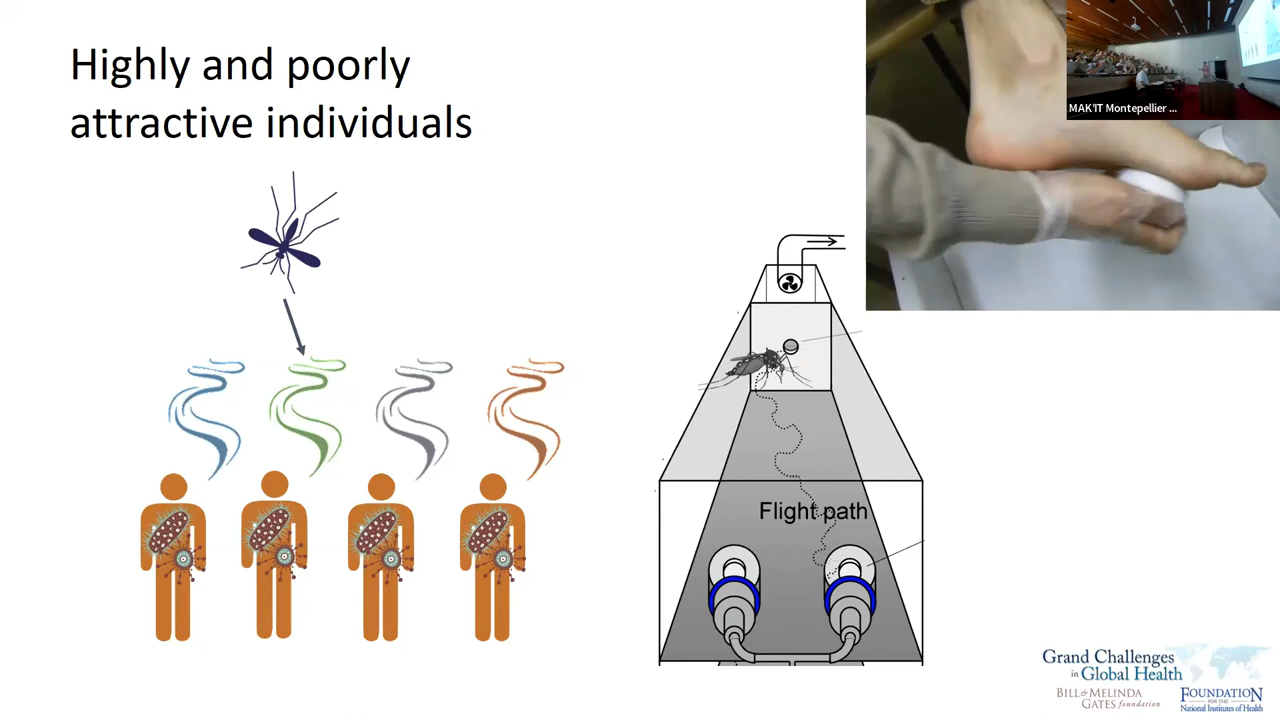 Highly and poorly
attractive individuals
MAK'IT Montepellier ...
Flight path
Grand Challenges
in Global Health
BILL & MELINDA
GATES foundation
FOUNDATION
FOR THE
National Institutes of Health